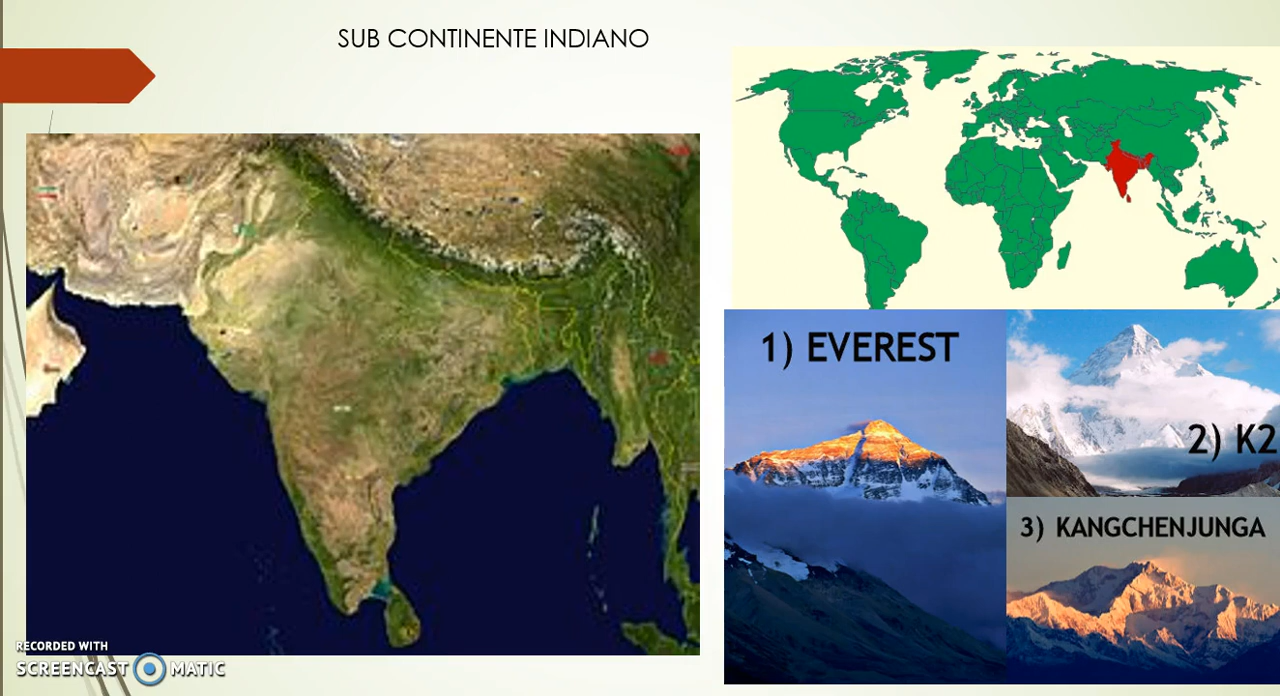 SUB CONTINENTE INDIANO
1) EVEREST
2) K2
3) KANGCHENJUNGA
RECORDED WITH
SCREENCAST MATIC